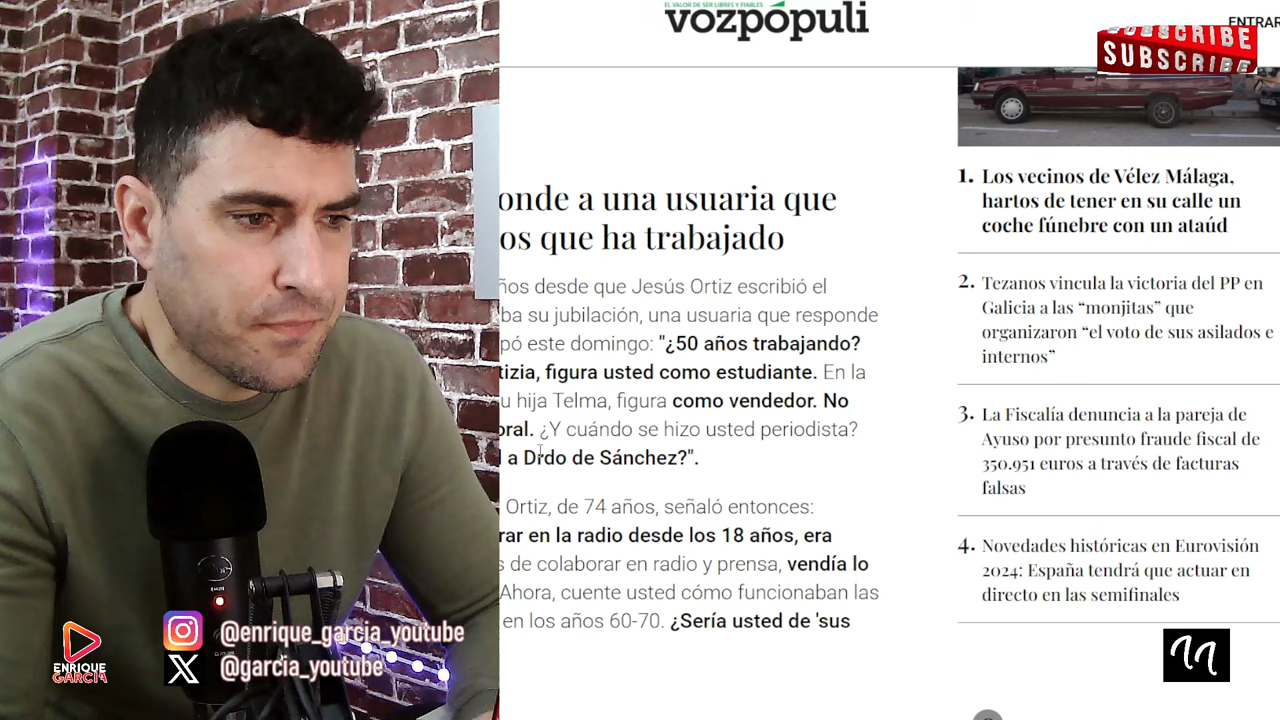 EL VALOR DE SER LIBRES Y FIABLES
vozpópuli
ENTRAR
SUBSCRIBE
SUBSCRIBE
SUBSCRIBE
onde a una usuaria que
os que ha trabajado
ños desde que Jesús Ortiz escribió el
ba su jubilación, una usuaria que responde
pó este domingo: "¿50 años trabajando?
tizia, figura usted como estudiante. En la
u hija Telma, figura como vendedor. No
oral. ¿Y cuándo se hizo usted periodista?
a Drdo de Sánchez?".
Ortiz, de 74 años, señaló entonces:
rar en la radio desde los 18 años, era
s de colaborar en radio y prensa, vendía lo
Ahora, cuente usted cómo funcionaban las
en los años 60-70. ¿Sería usted de 'sus
1. Los vecinos de Vélez Málaga,
hartos de tener en su calle un
coche fúnebre con un ataúd
2. Tezanos vincula la victoria del PP en
Galicia a las “monjitas” que
organizaron “el voto de sus asilados e
internos”
3. La Fiscalía denuncia a la pareja de
Ayuso por presunto fraude fiscal de
350.951 euros a través de facturas
falsas
4. Novedades históricas en Eurovisión
2024: España tendrá que actuar en
directo en las semifinales
ENRIQUE
GARCIA
@enrique_garcia_youtube
@garcia_youtube